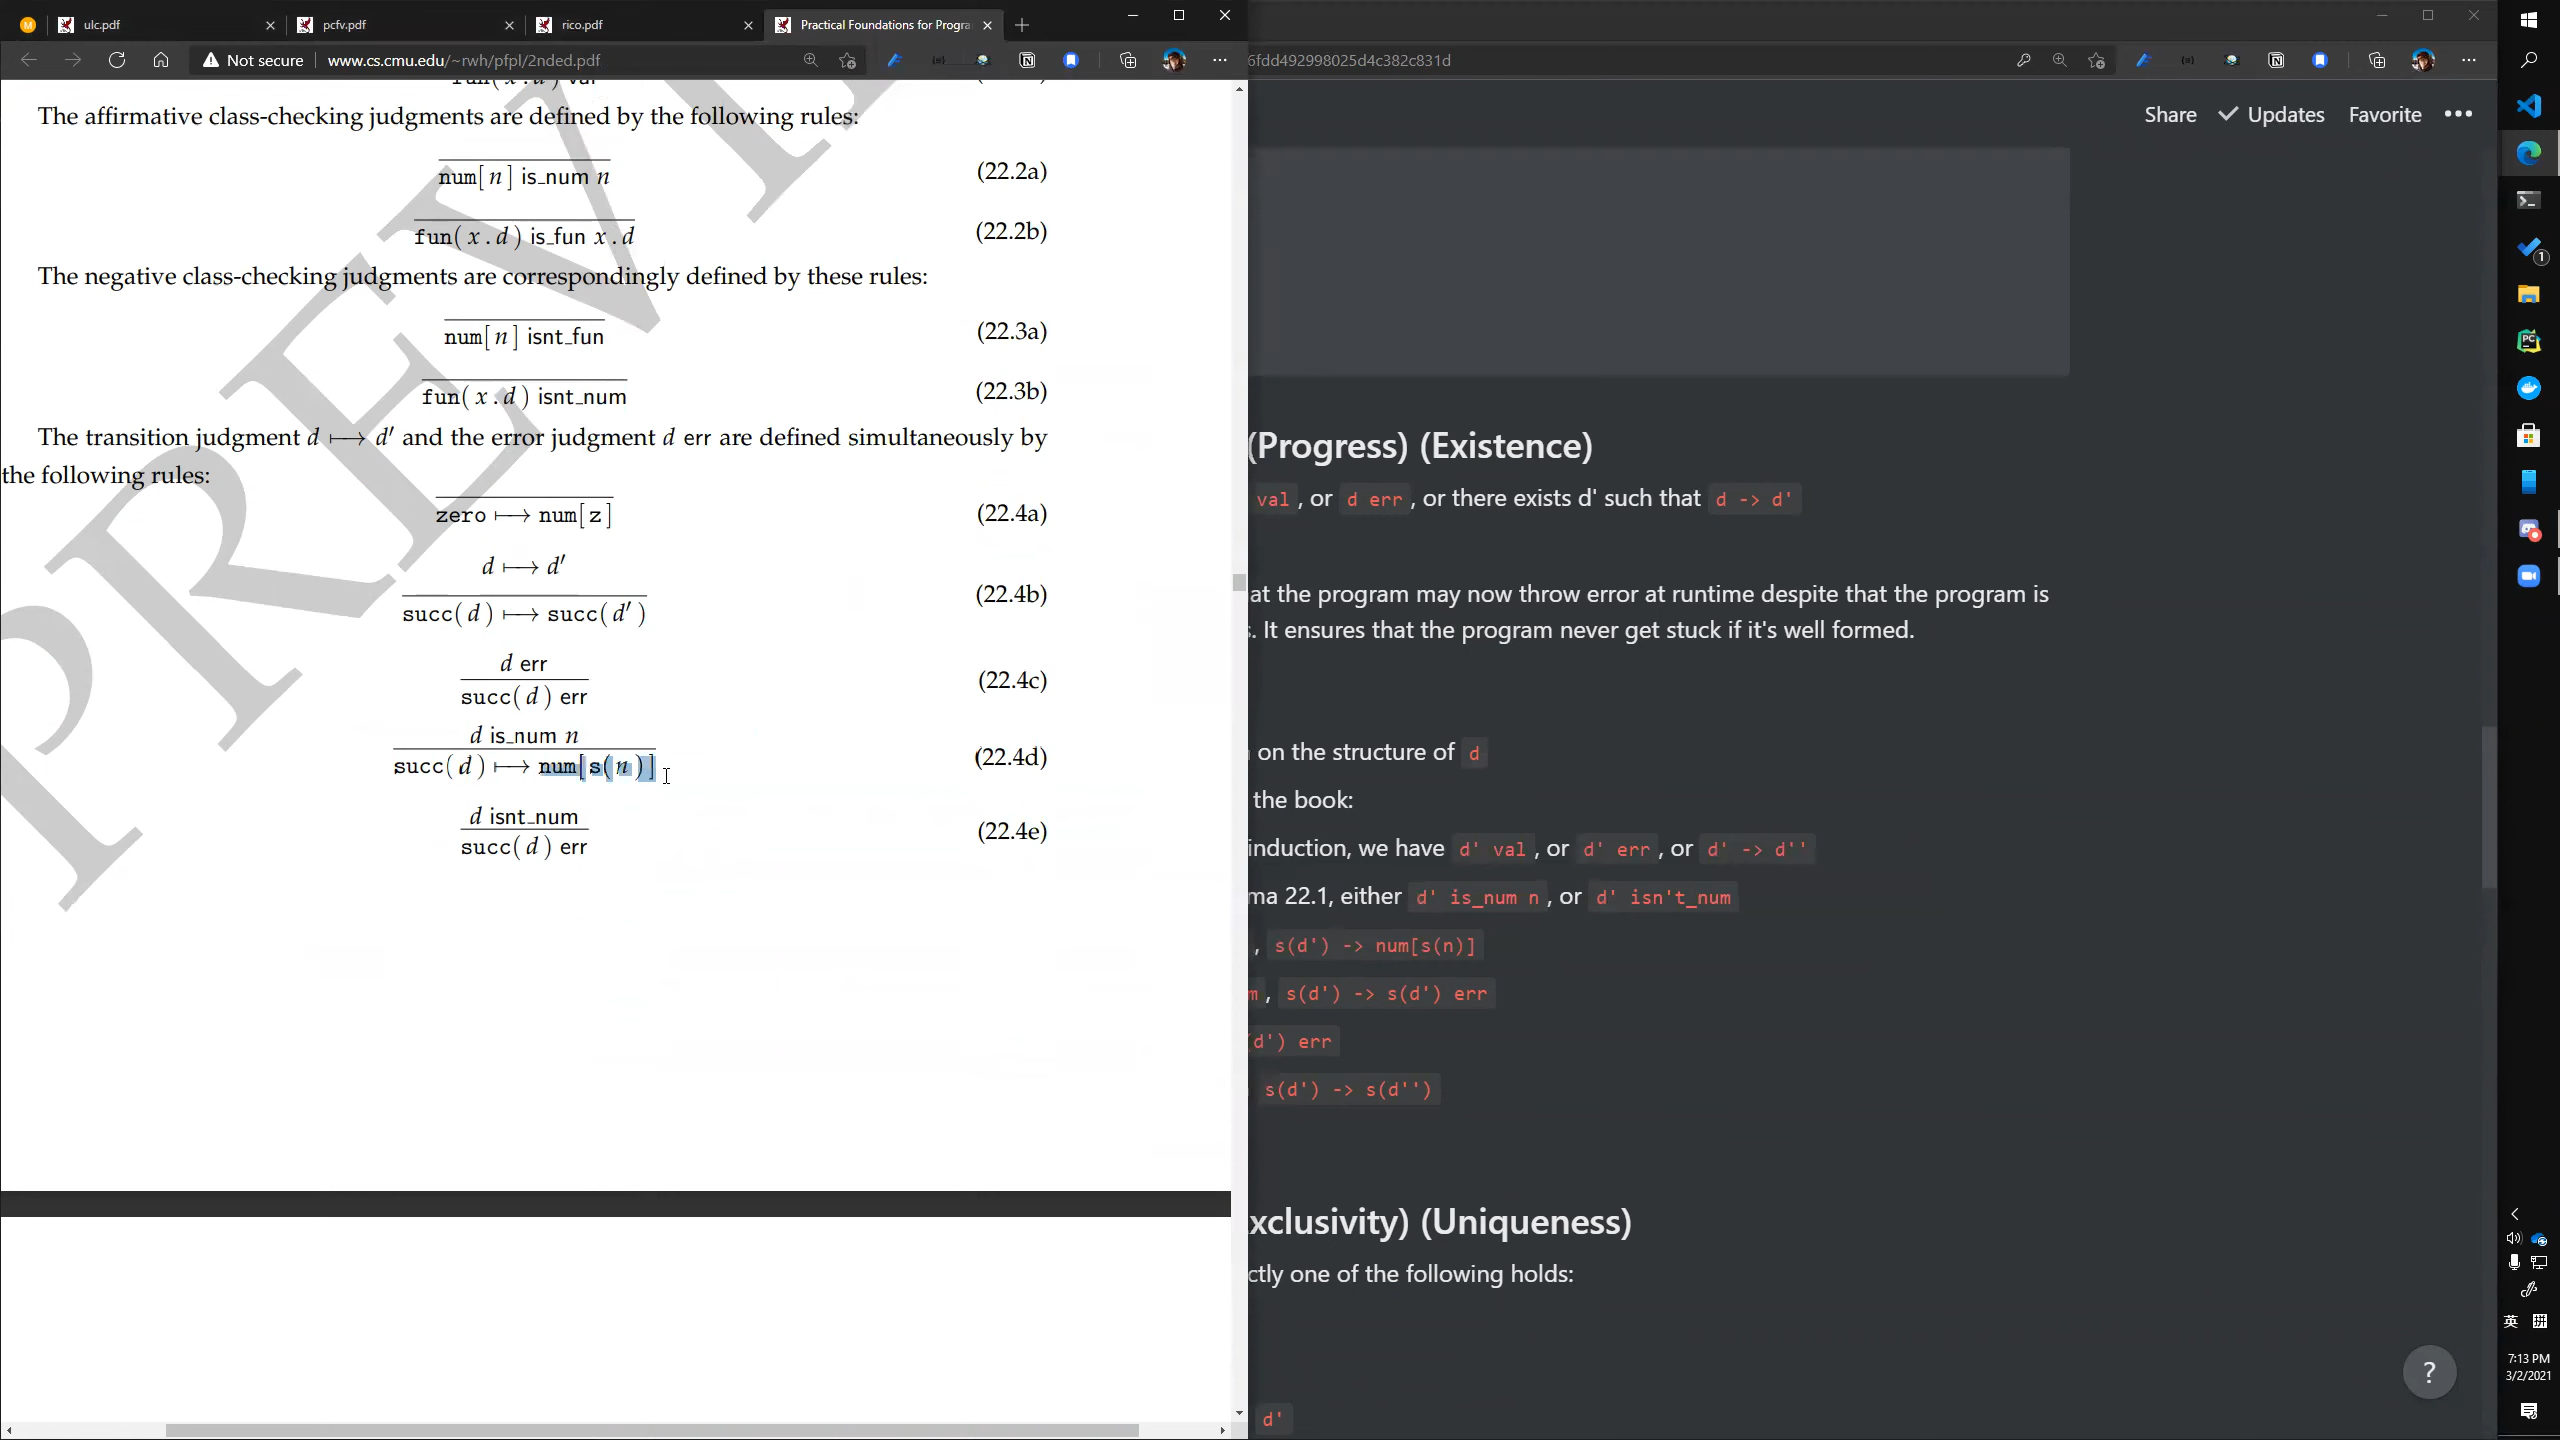 ulc.pdf
pcfv.pdf
rico.pdf
Practical Foundations for Progra
Not secure
www.cs.cmu.edu/~rwh/pfpl/2nded.pdf
6fdd492998025d4c382c831d
PREVI
The affirmative class-checking judgments are defined by the following rules:
num[n] is_num n (22.2a)
fun(x.d) is_fun x.d (22.2b)
The negative class-checking judgments are correspondingly defined by these rules:
num[n] isnt_fun (22.3a)
fun(x.d) isnt_num (22.3b)
The transition judgment d ⟼ d′ and the error judgment d err are defined simultaneously by
the following rules:
zero ⟼ num[z] (22.4a)
d ⟼ d′
succ(d) ⟼ succ(d′) (22.4b)
d err
succ(d) err (22.4c)
d is_num n
succ(d) ⟼ num[s(n)] (22.4d)
d isnt_num
succ(d) err (22.4e)
Share
Updates
Favorite
(Progress) (Existence)
val , or d err , or there exists d' such that d -> d'
at the program may now throw error at runtime despite that the program is
s. It ensures that the program never get stuck if it's well formed.
on the structure of d
the book:
induction, we have d' val , or d' err , or d' -> d''
ma 22.1, either d' is_num n , or d' isn't_num
, s(d') -> num[s(n)]
m , s(d') -> s(d') err
(d') err
s(d') -> s(d'')
xclusivity) (Uniqueness)
ctly one of the following holds:
d'
?
1
PC
英
拼
7:13 PM
3/2/2021